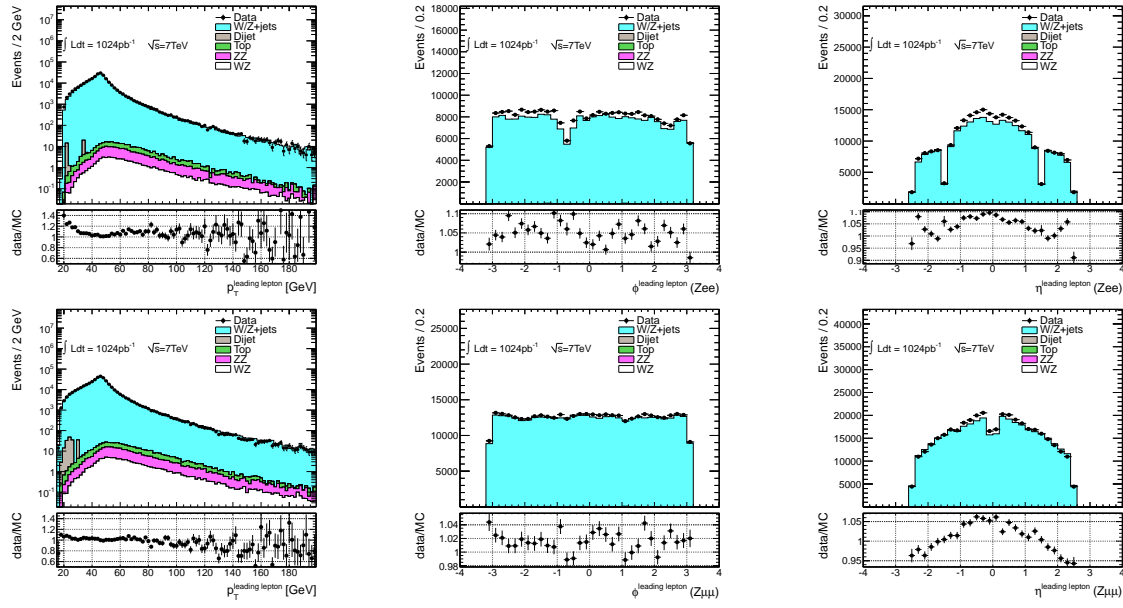 Events / 2 GeV
10⁷
10⁶
10⁵
10⁴
10³
10²
10
1
10⁻¹
∫ Ldt = 1024pb⁻¹ √s=7TeV
Data
W/Z+jets
Dijet
Top
ZZ
WZ
data/MC
1.4
1.2
1.0
0.8
0.6
20 40 60 80 100 120 140 160 180
p_T^leading lepton [GeV]
Events / 0.2
18000
16000
14000
12000
10000
8000
6000
4000
2000
∫ Ldt = 1024pb⁻¹ √s=7TeV
Data
W/Z+jets
Dijet
Top
ZZ
WZ
data/MC
1.1
1.05
1
-4 -3 -2 -1 0 1 2 3 4
ϕ^leading lepton (Zee)
Events / 0.2
30000
25000
20000
15000
10000
5000
∫ Ldt = 1024pb⁻¹ √s=7TeV
Data
W/Z+jets
Dijet
Top
ZZ
WZ
data/MC
1.05
1
0.95
0.9
-4 -3 -2 -1 0 1 2 3 4
η^leading lepton (Zee)
Events / 2 GeV
10⁷
10⁶
10⁵
10⁴
10³
10²
10
1
10⁻¹
∫ Ldt = 1024pb⁻¹ √s=7TeV
Data
W/Z+jets
Dijet
Top
ZZ
WZ
data/MC
1.4
1.2
1.0
0.8
0.6
20 40 60 80 100 120 140 160 180
p_T^leading lepton [GeV]
Events / 0.2
25000
20000
15000
10000
5000
∫ Ldt = 1024pb⁻¹ √s=7TeV
Data
W/Z+jets
Dijet
Top
ZZ
WZ
data/MC
1.04
1.02
1
0.98
-4 -3 -2 -1 0 1 2 3 4
ϕ^leading lepton (Zμμ)
Events / 0.2
40000
35000
30000
25000
20000
15000
10000
5000
∫ Ldt = 1024pb⁻¹ √s=7TeV
Data
W/Z+jets
Dijet
Top
ZZ
WZ
data/MC
1.05
1
0.95
-4 -3 -2 -1 0 1 2 3 4
η^leading lepton (Zμμ)